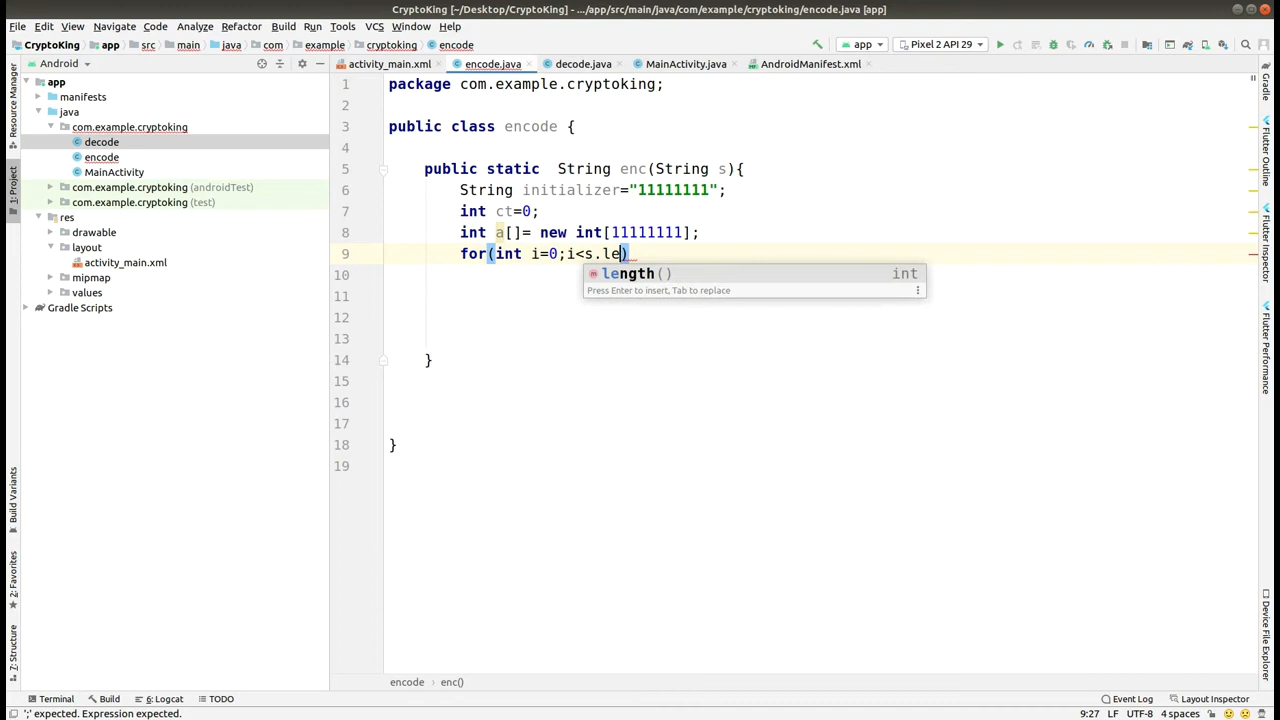 CryptoKing [~/Desktop/CryptoKing] - .../app/src/main/java/com/example/cryptoking/encode.java [app]
File Edit View Navigate Code Analyze Refactor Build Run Tools VCS Window Help
CryptoKing app src main java com example cryptoking encode app Pixel 2 API 29
Android activity_main.xml encode.java decode.java MainActivity.java AndroidManifest.xml
app
manifests
java
com.example.cryptoking
decode
encode
MainActivity
com.example.cryptoking (androidTest)
com.example.cryptoking (test)
res
drawable
layout
activity_main.xml
mipmap
values
Gradle Scripts
1 package com.example.cryptoking;
2
3 public class encode {
4
5 public static  String enc(String s){
6 String initializer="11111111";
7 int ct=0;
8 int a[]= new int[11111111];
9 for(int i=0;i<s.le)
length() int
Press Enter to insert, Tab to replace
10
11
12
13
14 }
15
16
17
18 }
19
encode enc()
Resource Manager
1: Project
Build Variants
2: Favorites
7: Structure
Gradle
Flutter Outline
Flutter Inspector
Flutter Performance
Device File Explorer
Terminal Build 6: Logcat TODO Event Log Layout Inspector
';' expected. Expression expected. 9:27 LF UTF-8 4 spaces